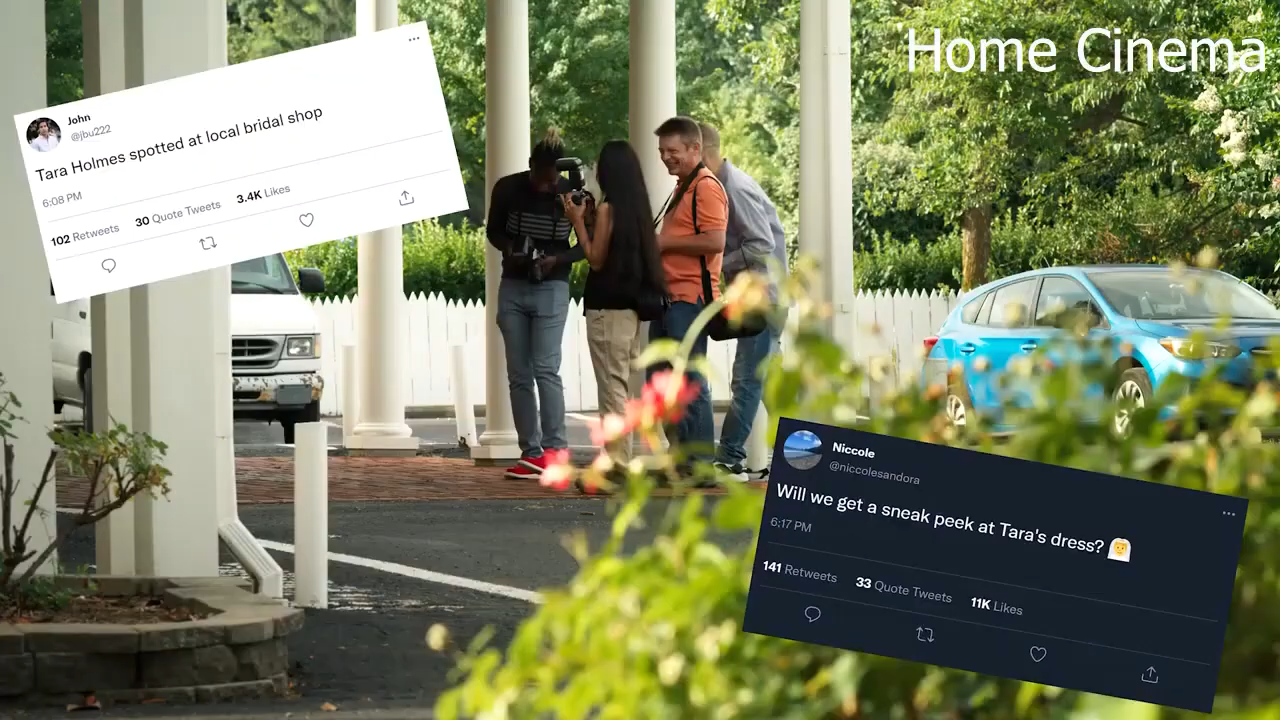 Home Cinema
John
@jbu222
Tara Holmes spotted at local bridal shop
6:08 PM
102 Retweets 30 Quote Tweets 3.4K Likes
Niccole
@niccolesandora
Will we get a sneak peek at Tara's dress? 👰
6:17 PM
141 Retweets 33 Quote Tweets 11K Likes